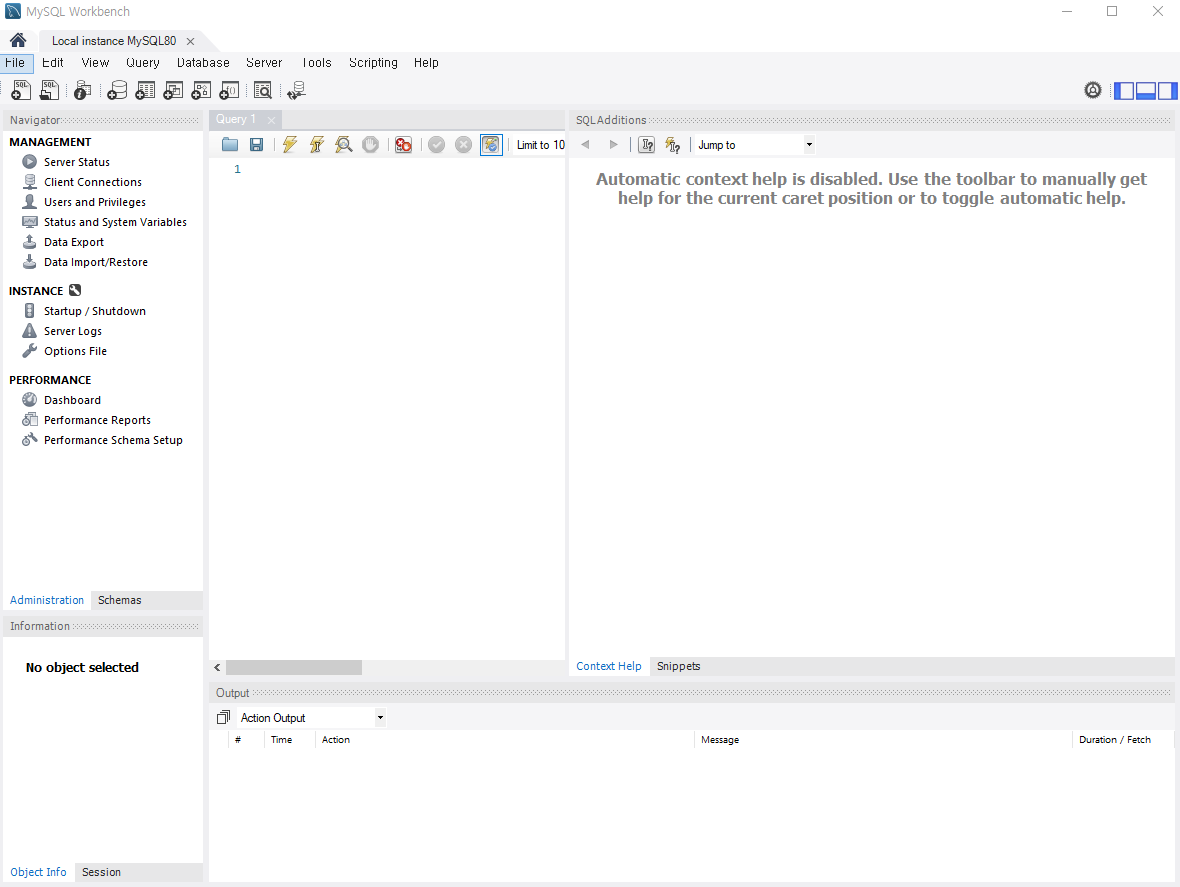 MySQL Workbench
Local instance MySQL80
File Edit View Query Database Server Tools Scripting Help
Navigator
MANAGEMENT
Server Status
Client Connections
Users and Privileges
Status and System Variables
Data Export
Data Import/Restore
INSTANCE
Startup / Shutdown
Server Logs
Options File
PERFORMANCE
Dashboard
Performance Reports
Performance Schema Setup
Administration Schemas
Information
No object selected
Object Info Session
Query 1
Limit to 10
1
SQLAdditions
Jump to
Automatic context help is disabled. Use the toolbar to manually get
help for the current caret position or to toggle automatic help.
Context Help Snippets
Output
Action Output
# Time Action Message Duration / Fetch